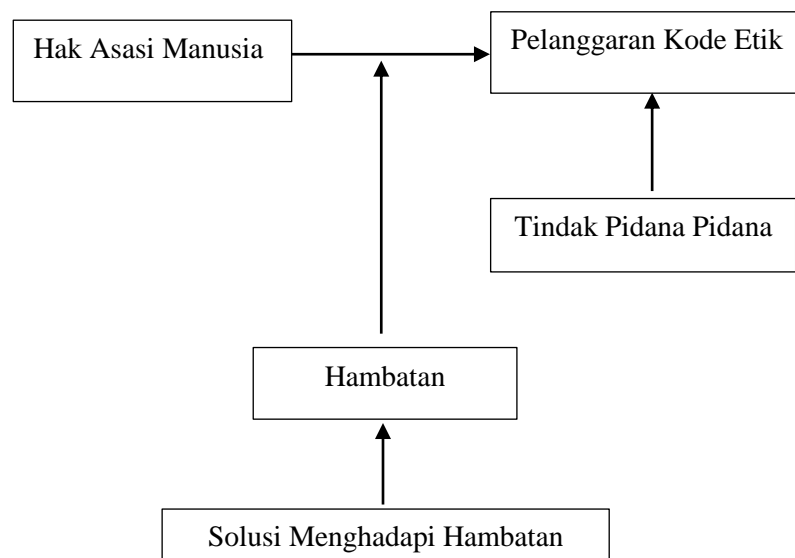 Hak Asasi Manusia
Pelanggaran Kode Etik
Tindak Pidana Pidana
Hambatan
Solusi Menghadapi Hambatan